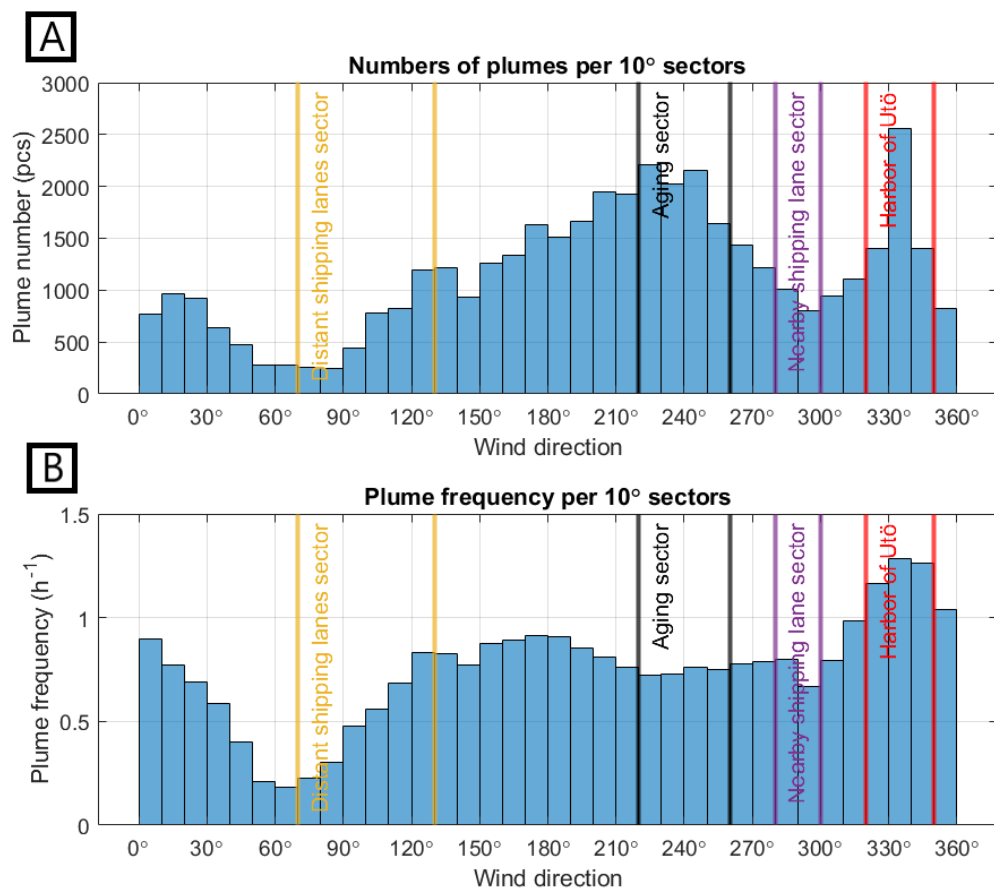 A
Numbers of plumes per 10° sectors
Plume number (pcs)
3000
2500
2000
1500
1000
500
0
Distant shipping lanes sector
Aging sector
Nearby shipping lane sector
Harbor of Utö
0° 30° 60° 90° 120° 150° 180° 210° 240° 270° 300° 330° 360°
Wind direction
B
Plume frequency per 10° sectors
Plume frequency (h⁻¹)
1.5
1
0.5
0
Distant shipping lanes sector
Aging sector
Nearby shipping lane sector
Harbor of Utö
0° 30° 60° 90° 120° 150° 180° 210° 240° 270° 300° 330° 360°
Wind direction